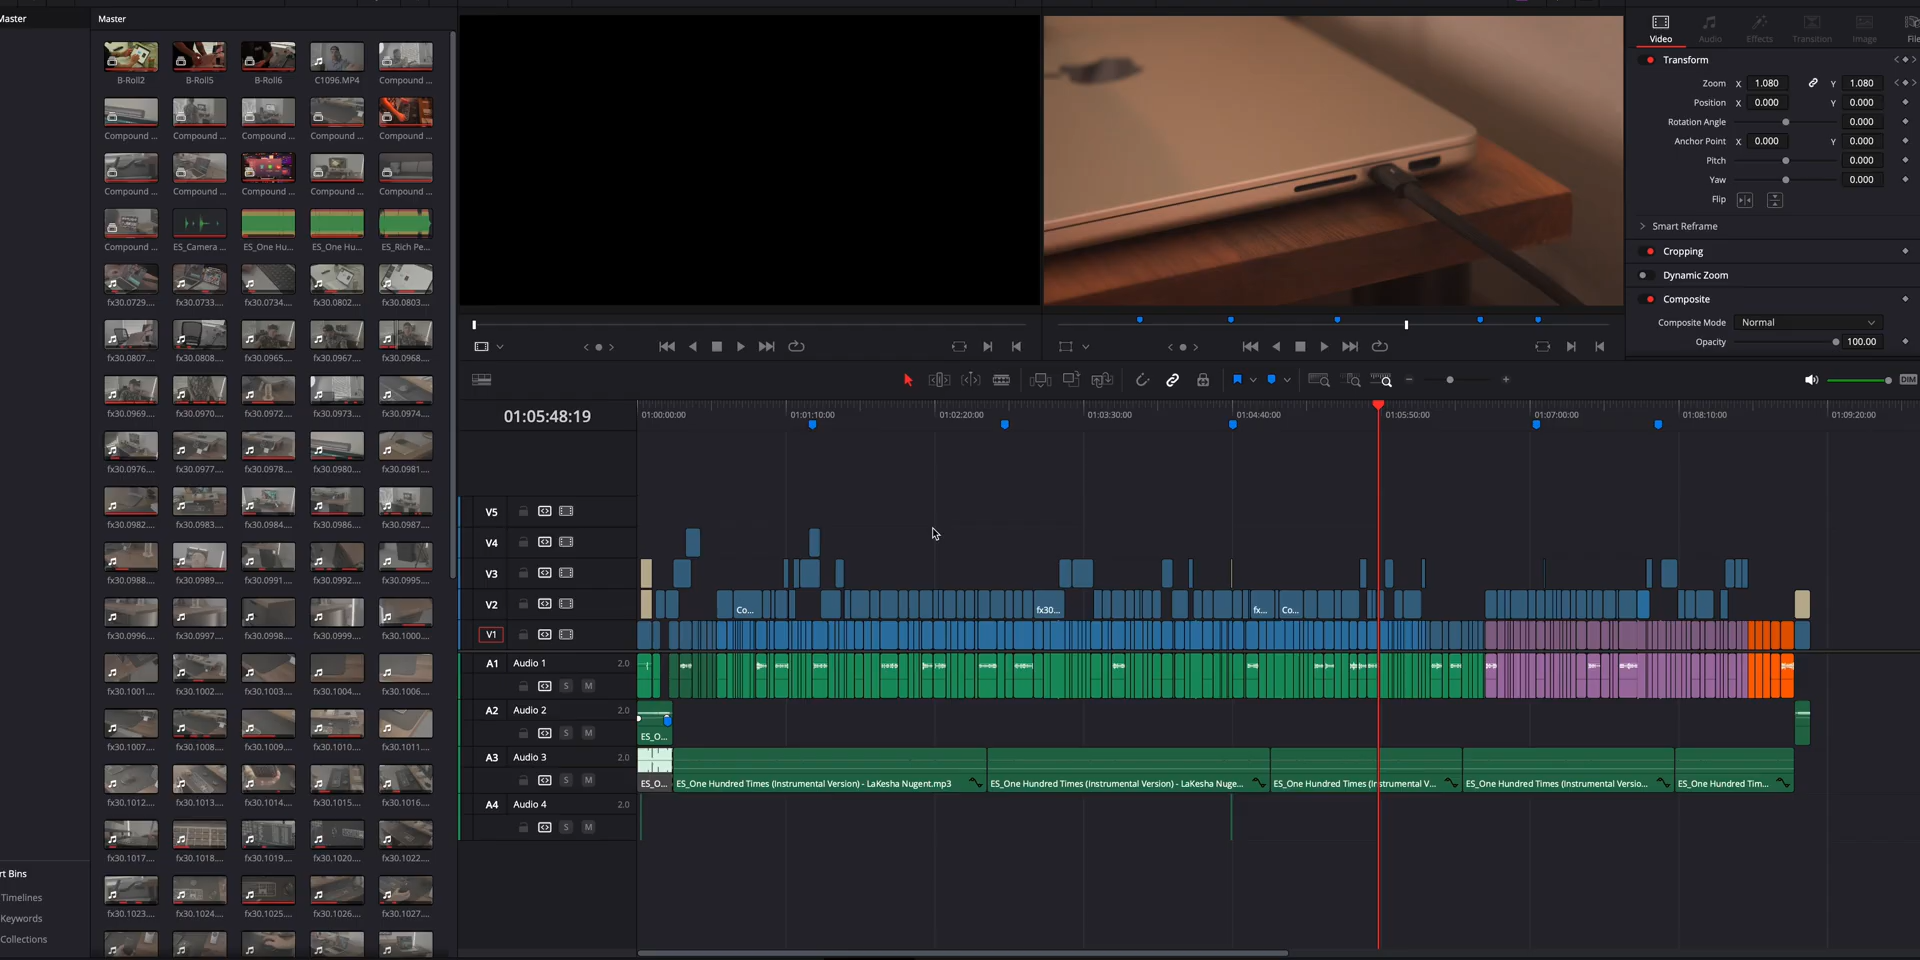 Master
Master
B-Roll2
B-Roll5
B-Roll6
C1096.MP4
Compound
Compound ...
Compound ...
Compound ...
Compound ...
Compound ...
Compound ...
Compound ...
Compound ...
Compound ...
Compound ...
Compound ...
ES_Camera ...
ES_One Hu...
ES_One Hu...
ES_Rich Pe...
fx30.0729....
fx30.0733....
fx30.0734....
fx30.0802....
fx30.0803....
fx30.0807....
fx30.0808....
fx30.0965....
fx30.0967....
fx30.0968....
fx30.0969....
fx30.0970....
fx30.0972....
fx30.0973....
fx30.0974....
fx30.0976....
fx30.0977....
fx30.0978....
fx30.0980....
fx30.0981....
fx30.0982....
fx30.0983....
fx30.0984....
fx30.0986....
fx30.0987....
fx30.0988....
fx30.0989....
fx30.0991....
fx30.0992....
fx30.0995....
fx30.0996....
fx30.0997....
fx30.0998....
fx30.0999....
fx30.1000....
fx30.1001....
fx30.1002....
fx30.1003....
fx30.1004....
fx30.1006....
fx30.1007....
fx30.1008....
fx30.1009....
fx30.1010....
fx30.1011....
fx30.1012....
fx30.1013....
fx30.1014....
fx30.1015....
fx30.1016....
fx30.1017....
fx30.1018....
fx30.1019....
fx30.1020....
fx30.1022....
fx30.1023....
fx30.1024....
fx30.1025....
fx30.1026....
fx30.1027....
rt Bins
Timelines
Keywords
Collections
Video
Audio
Effects
Transition
Image
File
Transform
Zoom X 1.080 Y 1.080
Position X 0.000 Y 0.000
Rotation Angle 0.000
Anchor Point X 0.000 Y 0.000
Pitch 0.000
Yaw 0.000
Flip
Smart Reframe
Cropping
Dynamic Zoom
Composite
Composite Mode Normal
Opacity 100.00
DIM
01:05:48:19
01:00:00:00
01:01:10:00
01:02:20:00
01:03:30:00
01:04:40:00
01:05:50:00
01:07:00:00
01:08:10:00
01:09:20:00
V5
V4
V3
V2
Co...
fx30...
fx...
Co...
V1
A1 Audio 1 2.0
S M
A2 Audio 2 2.0
S M
ES_O...
A3 Audio 3 2.0
S M
ES_O...
ES_One Hundred Times (Instrumental Version) - LaKesha Nugent.mp3
ES_One Hundred Times (Instrumental Version) - LaKesha Nuge...
ES_One Hundred Times (Instrumental V...
ES_One Hundred Times (Instrumental Versio...
ES_One Hundred Tim...
A4 Audio 4 2.0
S M